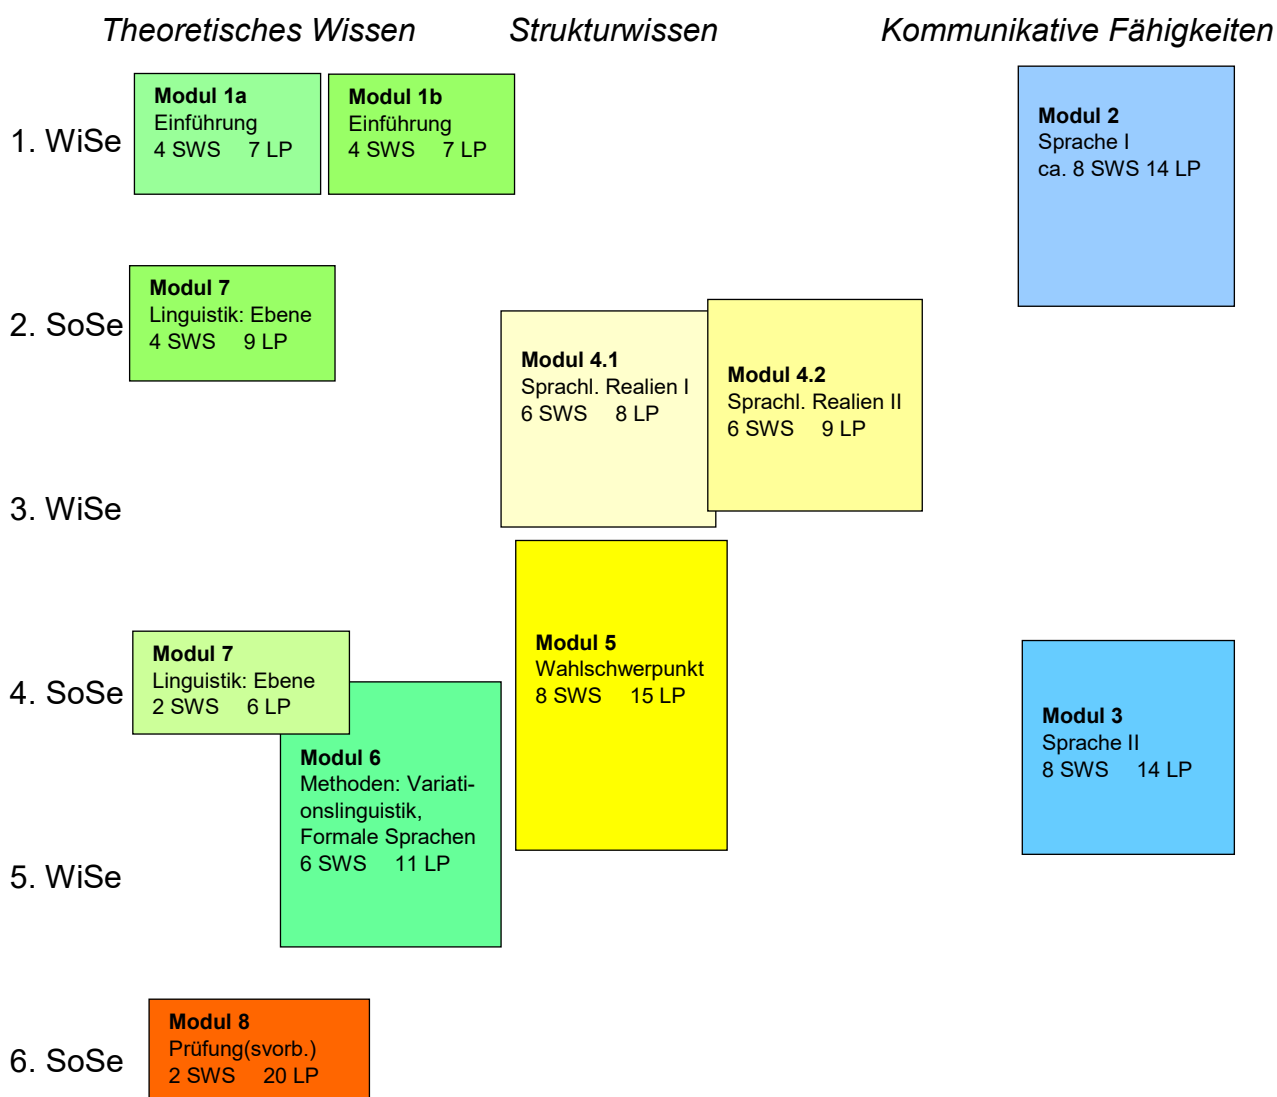 Theoretisches Wissen
Strukturwissen
Kommunikative Fähigkeiten
1. WiSe
Modul 1a
Einführung
4 SWS 7 LP
Modul 1b
Einführung
4 SWS 7 LP
Modul 2
Sprache I
ca. 8 SWS 14 LP
2. SoSe
Modul 7
Linguistik: Ebene
4 SWS 9 LP
Modul 4.1
Sprachl. Realien I
6 SWS 8 LP
Modul 4.2
Sprachl. Realien II
6 SWS 9 LP
3. WiSe
4. SoSe
Modul 7
Linguistik: Ebene
2 SWS 6 LP
Modul 5
Wahlschwerpunkt
8 SWS 15 LP
Modul 3
Sprache II
8 SWS 14 LP
Modul 6
Methoden: Variati-
onslinguistik,
Formale Sprachen
6 SWS 11 LP
5. WiSe
6. SoSe
Modul 8
Prüfung(svorb.)
2 SWS 20 LP